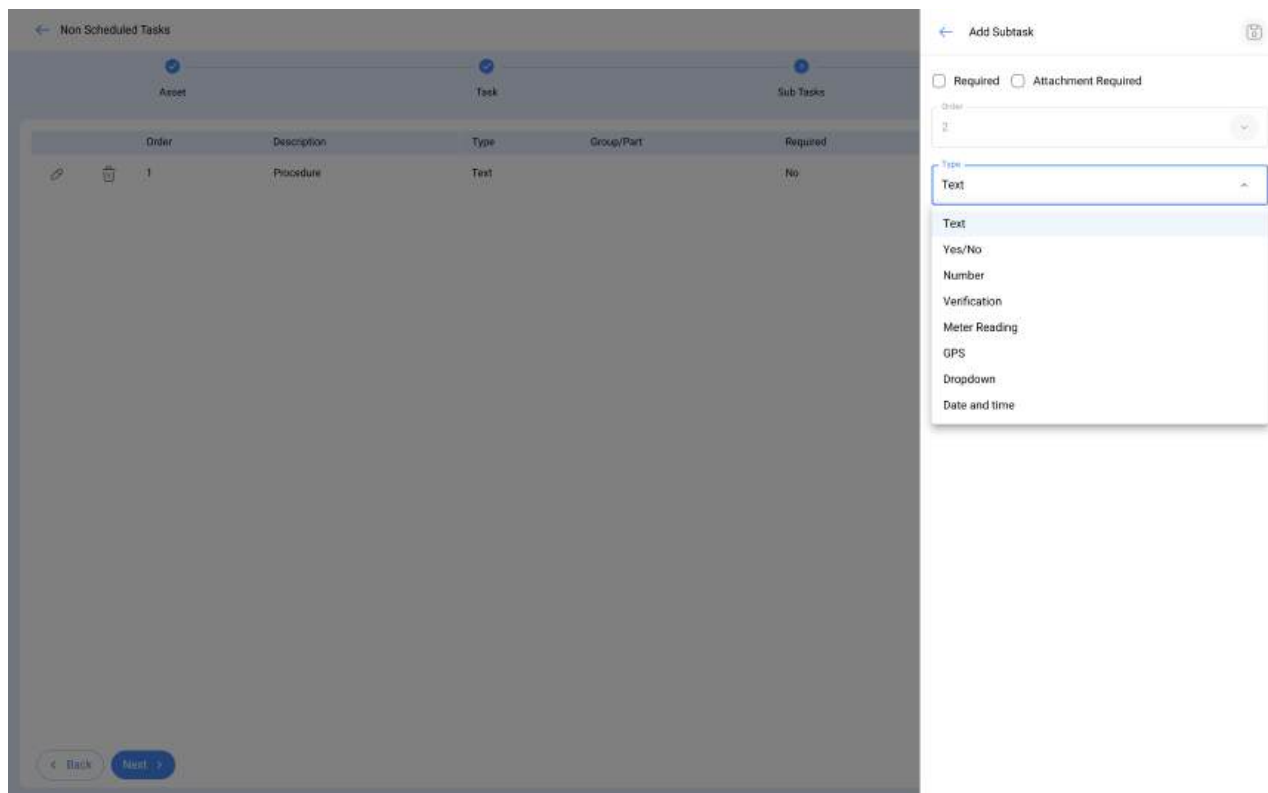 Non Scheduled Tasks
Asset
Task
Sub Tasks
Order Description Type Group/Part Required
1 Procedure Text No
Back Next
Add Subtask
Required Attachment Required
Order
2
Type
Text
Text
Yes/No
Number
Verification
Meter Reading
GPS
Dropdown
Date and time